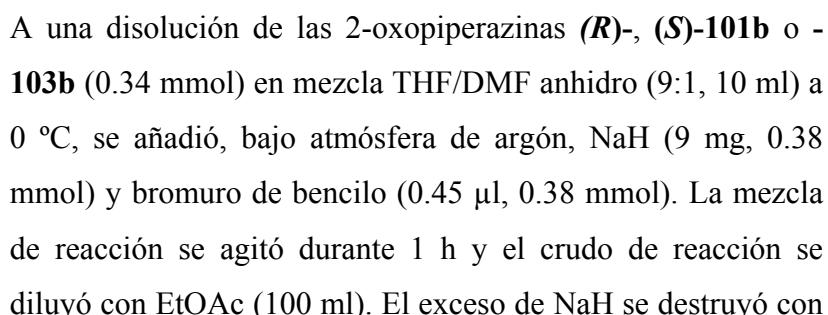 A una disolución de las 2-oxopiperazinas (R)-, (S)-101b o -
103b (0.34 mmol) en mezcla THF/DMF anhidro (9:1, 10 ml) a
0 ºC, se añadió, bajo atmósfera de argón, NaH (9 mg, 0.38
mmol) y bromuro de bencilo (0.45 µl, 0.38 mmol). La mezcla
de reacción se agitó durante 1 h y el crudo de reacción se
diluyó con EtOAc (100 ml). El exceso de NaH se destruyó con